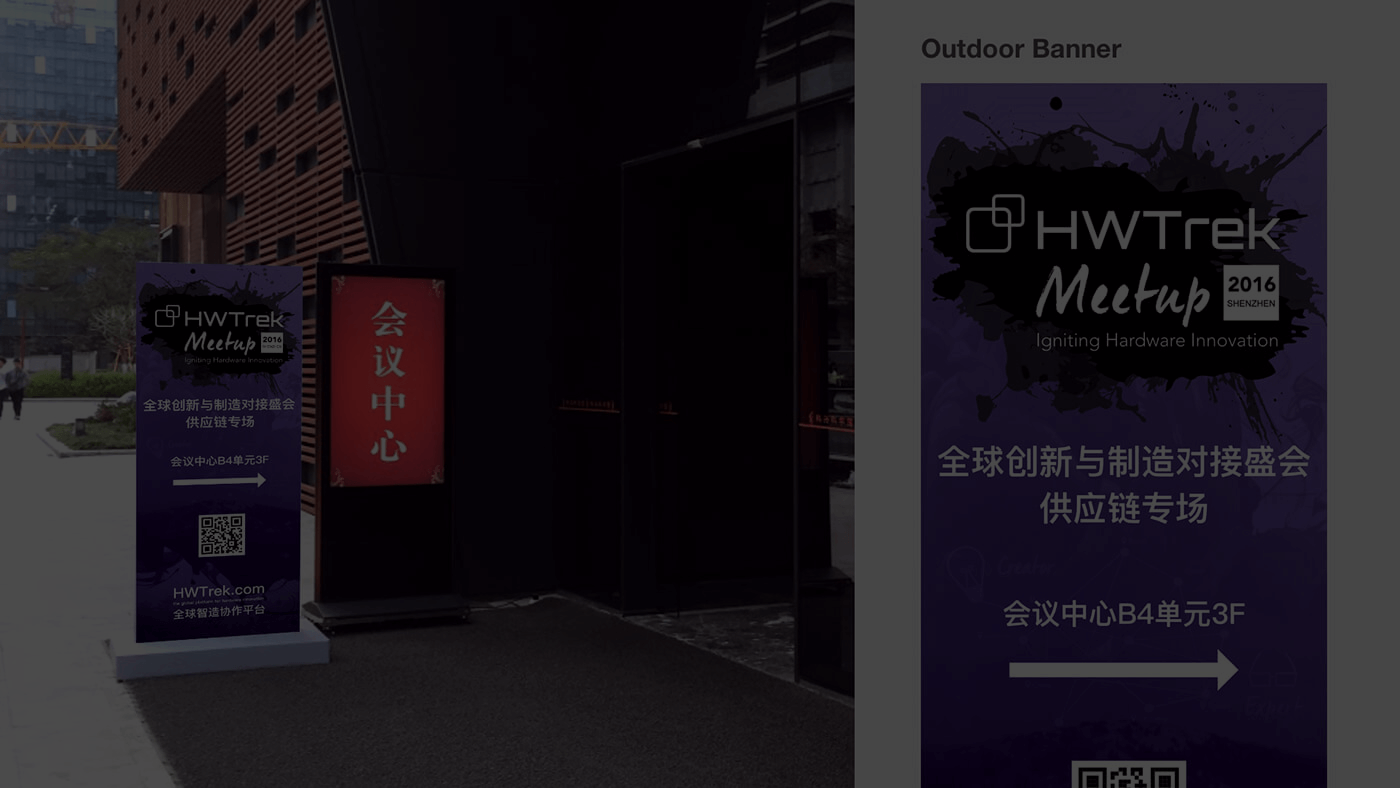 HWTrek
Meetup
2016
Igniting Hardware Innovation
全球创新与制造对接盛会
供应链专场
会议中心B4单元3F
HWTrek.com
全球智造协作平台
会
议
中
心
Outdoor Banner
HWTrek
Meetup
2016
SHENZHEN
Igniting Hardware Innovation
全球创新与制造对接盛会
供应链专场
会议中心B4单元3F